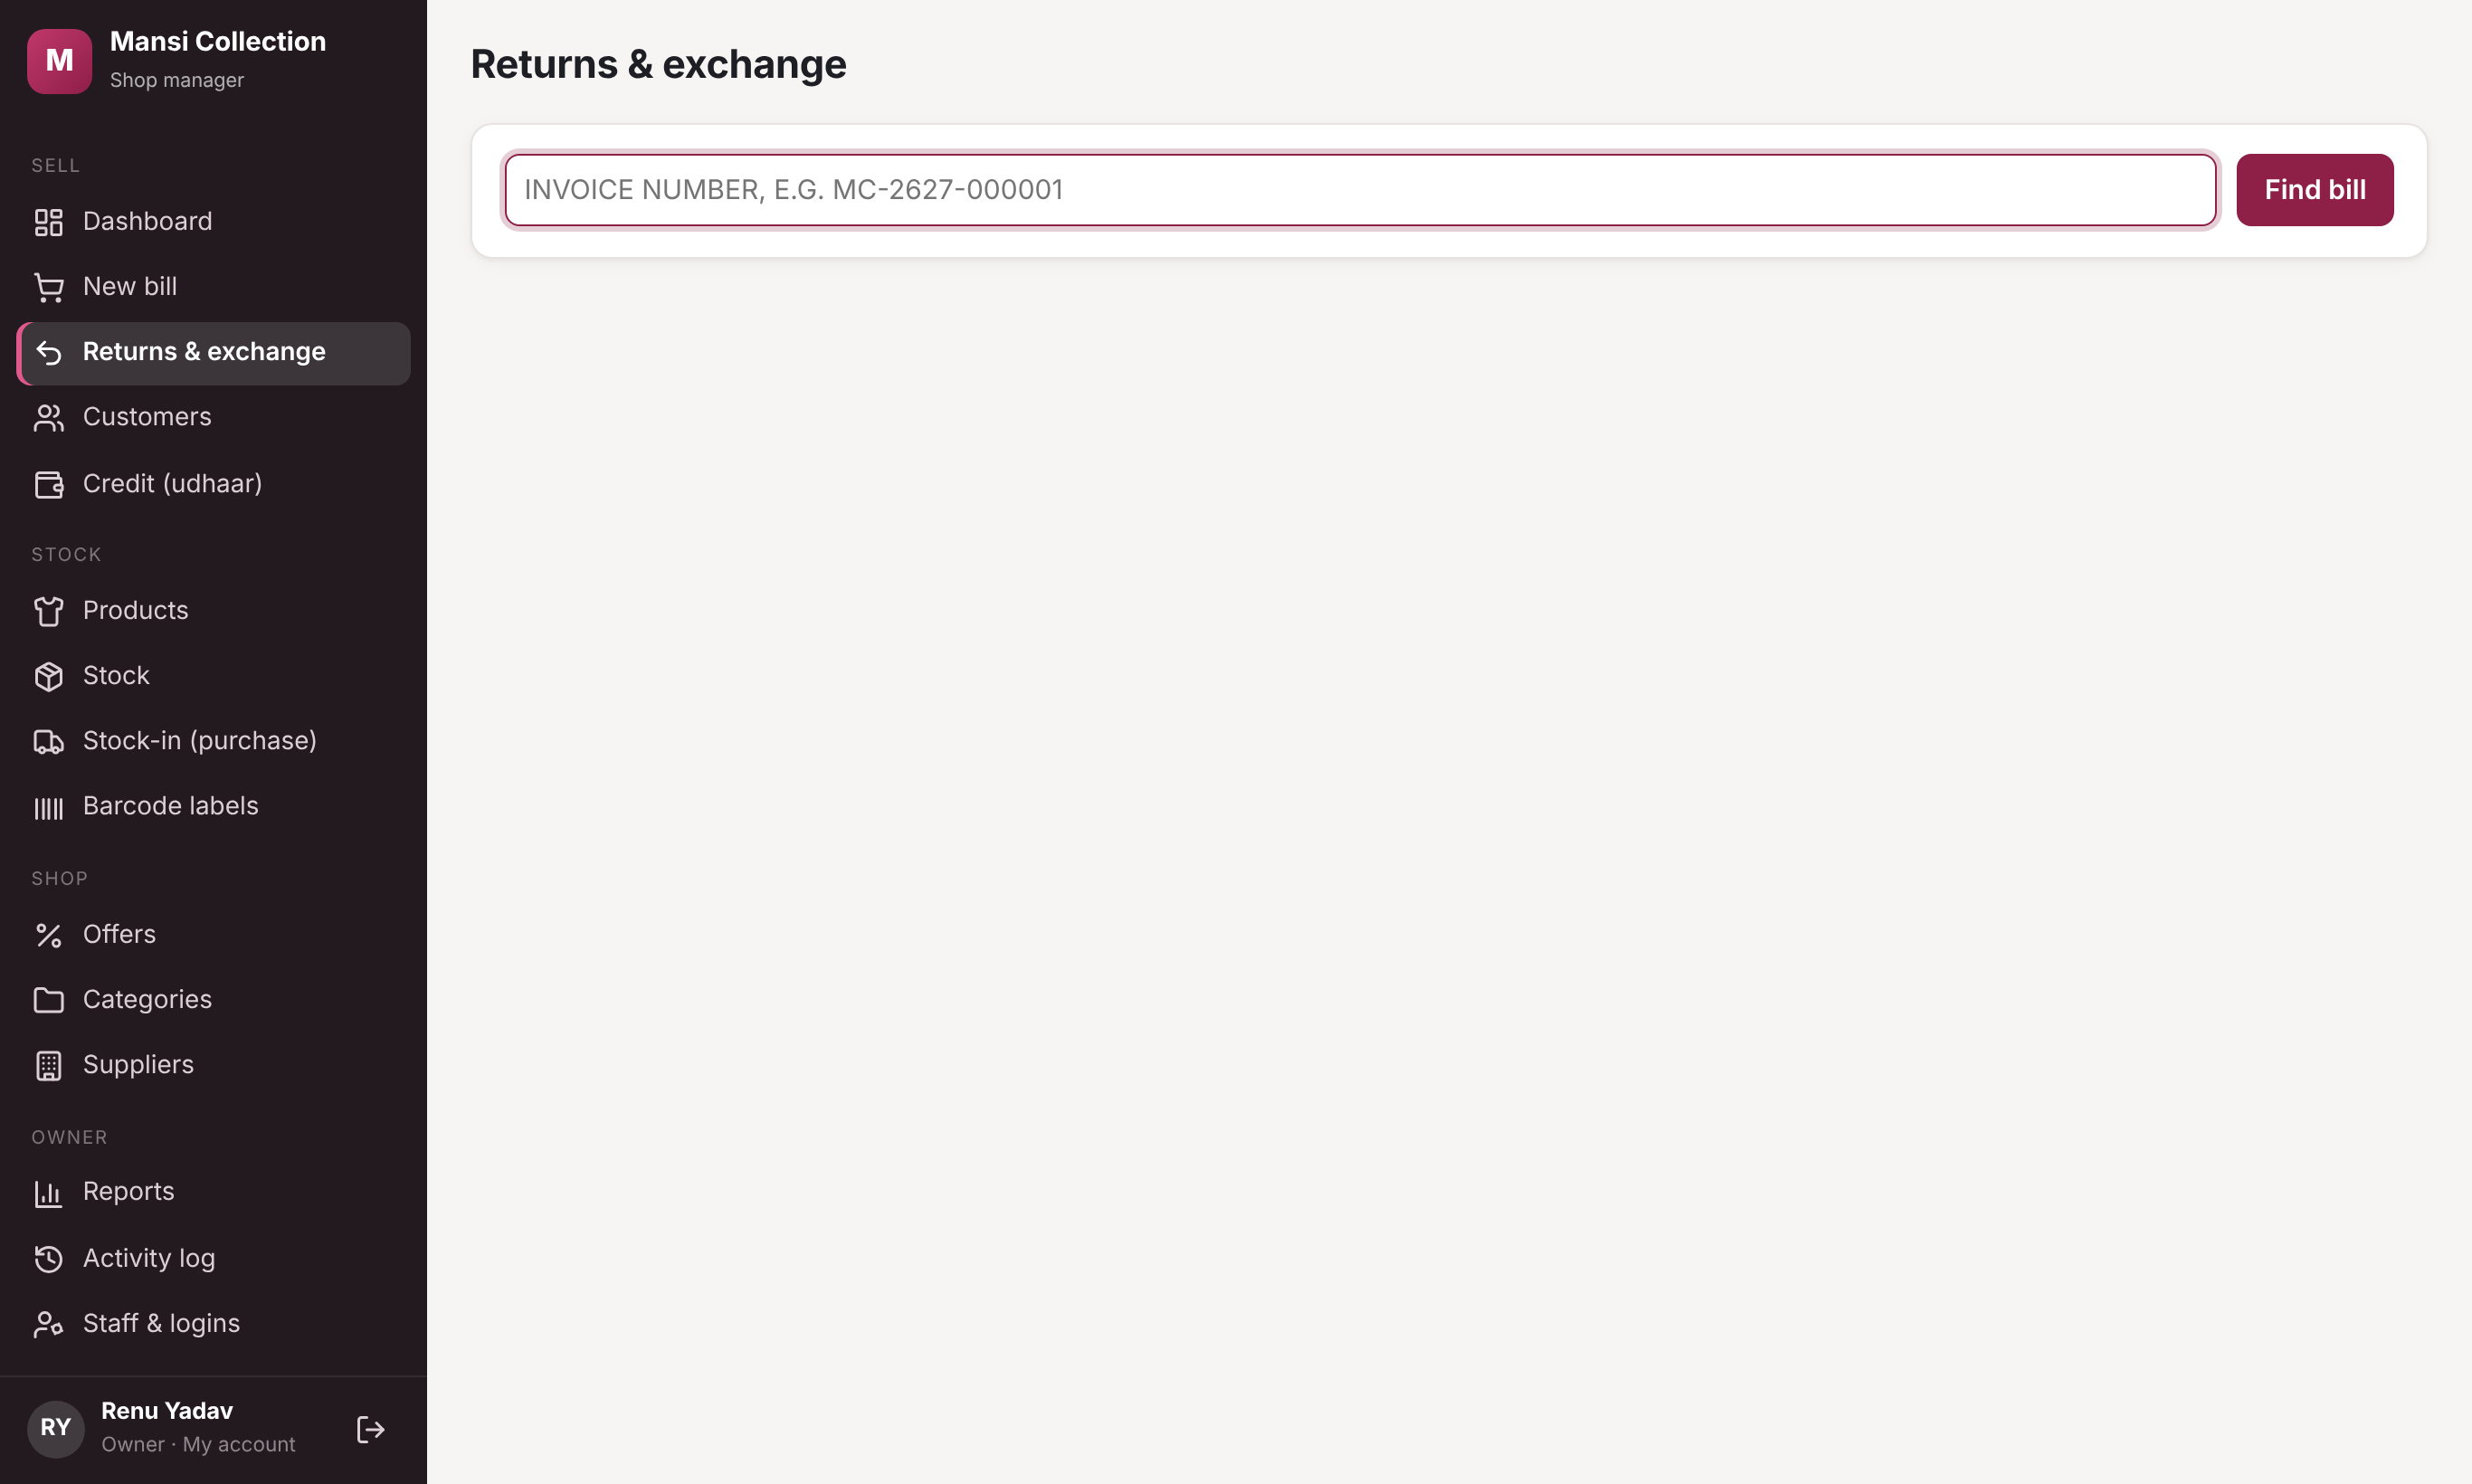 M
Mansi Collection
Shop manager
SELL
Dashboard
New bill
Returns & exchange
Customers
Credit (udhaar)
STOCK
Products
Stock
Stock-in (purchase)
Barcode labels
SHOP
Offers
Categories
Suppliers
OWNER
Reports
Activity log
Staff & logins
RY
Renu Yadav
Owner · My account
Returns & exchange
INVOICE NUMBER, E.G. MC-2627-000001
Find bill